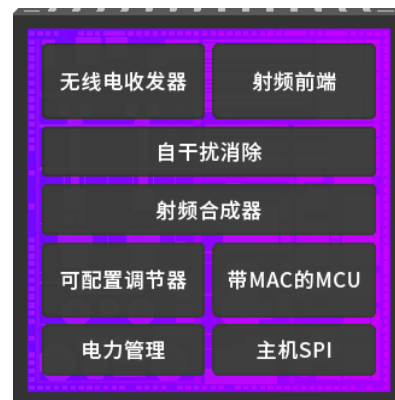 无线电收发器 射频前端
自干扰消除
射频合成器
可配置调节器 带MAC的MCU
电力管理 主机SPI